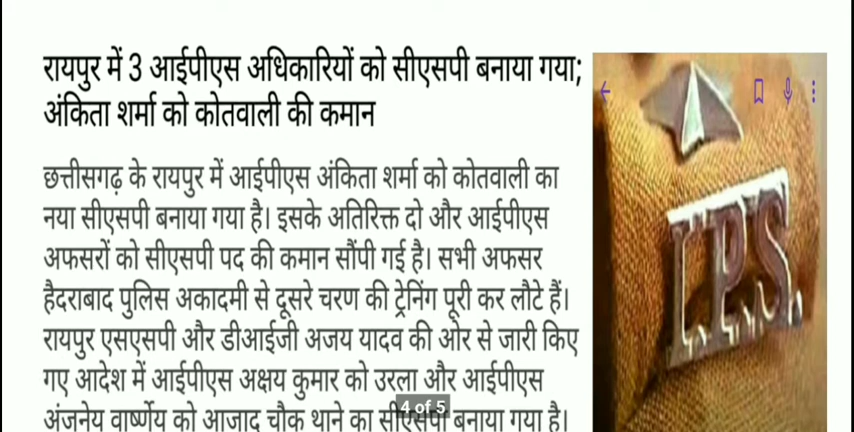 रायपुर में 3 आईपीएस अधिकारियों को सीएसपी बनाया गया;
अंकिता शर्मा को कोतवाली की कमान
छत्तीसगढ़ के रायपुर में आईपीएस अंकिता शर्मा को कोतवाली का
नया सीएसपी बनाया गया है। इसके अतिरिक्त दो और आईपीएस
अफसरों को सीएसपी पद की कमान सौंपी गई है। सभी अफसर
हैदराबाद पुलिस अकादमी से दूसरे चरण की ट्रेनिंग पूरी कर लौटे हैं।
रायपुर एसएसपी और डीआईजी अजय यादव की ओर से जारी किए
गए आदेश में आईपीएस अक्षय कुमार को उरला और आईपीएस
अंजनेय वार्ष्णेय को आजाद चौक थाने का सीएसपी बनाया गया है।
4 of 5
I.P.S.